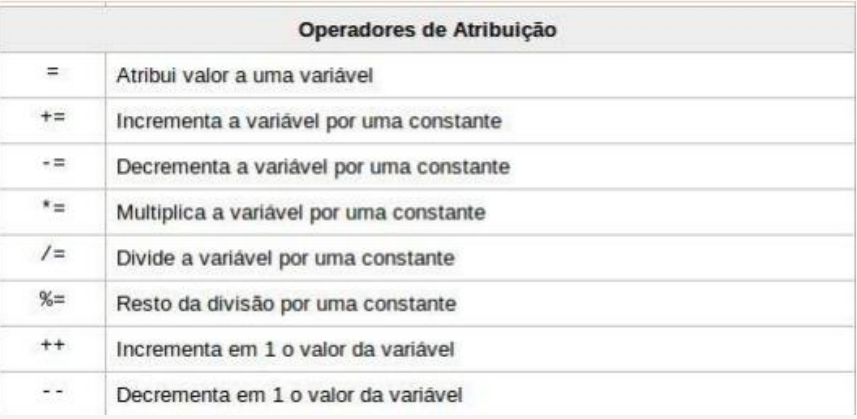 Operadores de Atribuição
= Atribui valor a uma variável
+= Incrementa a variável por uma constante
-= Decrementa a variável por uma constante
*= Multiplica a variável por uma constante
/= Divide a variável por uma constante
%= Resto da divisão por uma constante
++ Incrementa em 1 o valor da variável
-- Decrementa em 1 o valor da variável